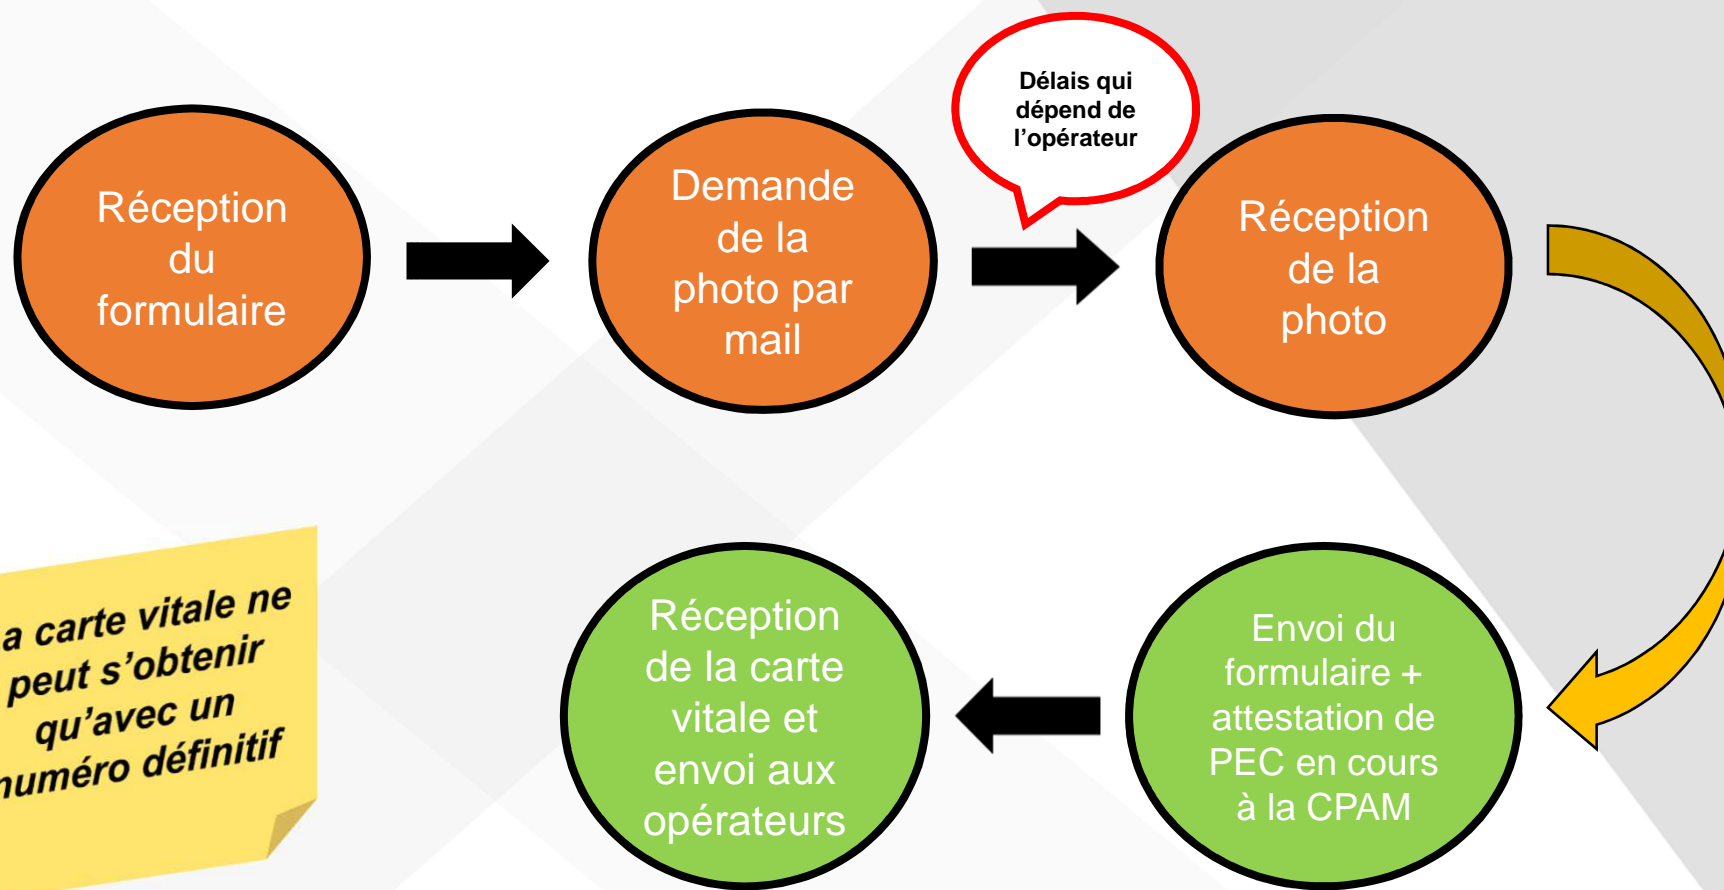 Délais qui
dépend de
l’opérateur
Réception
du
formulaire
Demande
de la
photo par
mail
Réception
de la
photo
a carte vitale ne
peut s’obtenir
qu’avec un
numéro définitif
Réception
de la carte
vitale et
envoi aux
opérateurs
Envoi du
formulaire +
attestation de
PEC en cours
à la CPAM